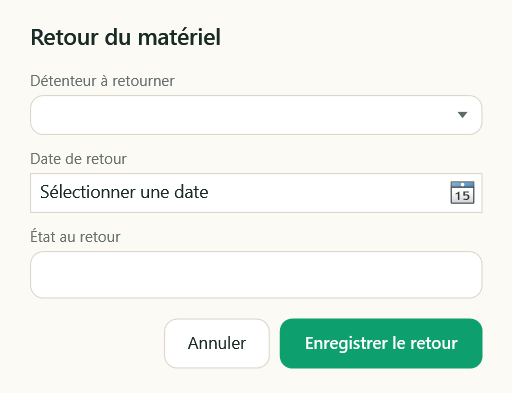 Retour du matériel
Détenteur à retourner
Date de retour
Sélectionner une date
15
État au retour
Annuler
Enregistrer le retour